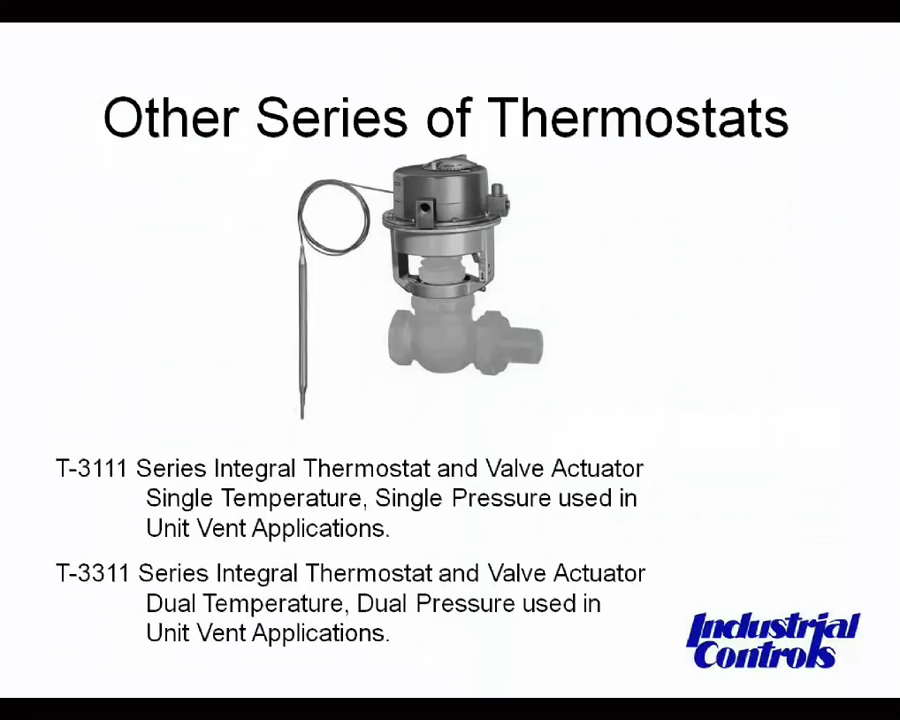 Other Series of Thermostats
T-3111 Series Integral Thermostat and Valve Actuator
Single Temperature, Single Pressure used in
Unit Vent Applications.
T-3311 Series Integral Thermostat and Valve Actuator
Dual Temperature, Dual Pressure used in
Unit Vent Applications.
Industrial
Controls